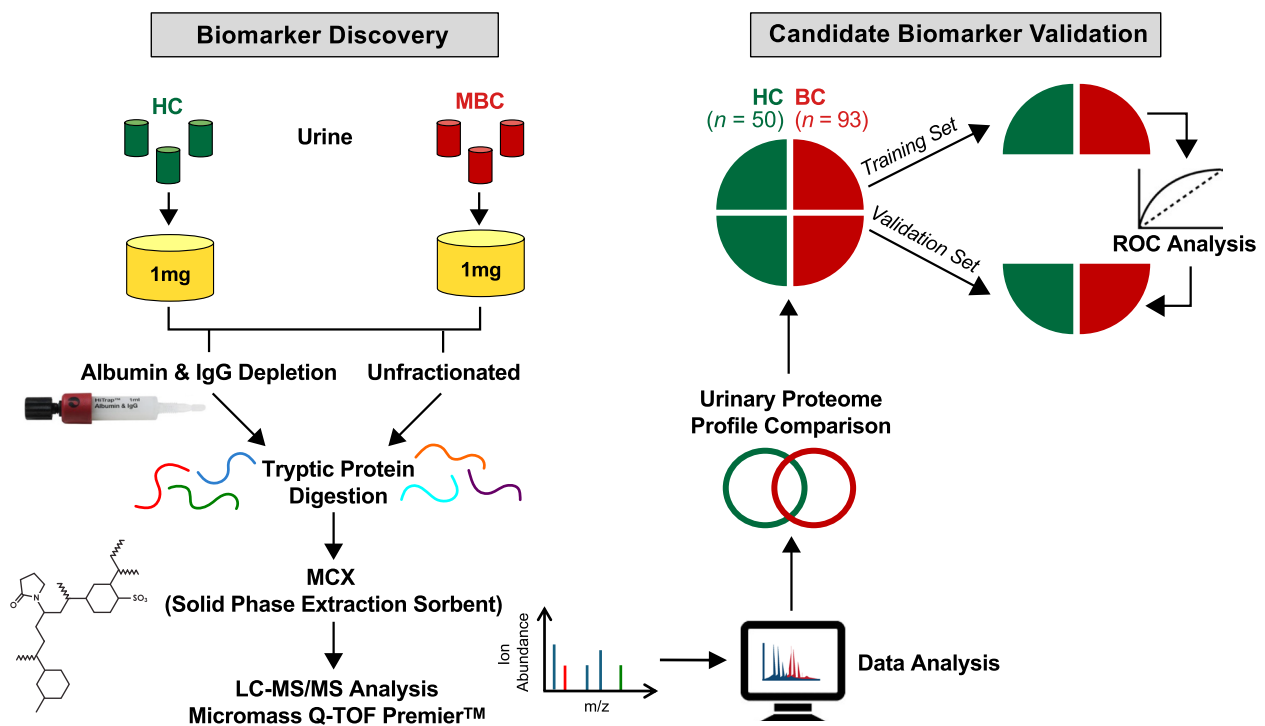 Biomarker Discovery
HC
MBC
Urine
1mg
1mg
Albumin & IgG Depletion
Unfractionated
HiTrap™ 1ml
Albumin & IgG
Tryptic Protein
Digestion
MCX
(Solid Phase Extraction Sorbent)
O
N
SO₃
LC-MS/MS Analysis
Micromass Q-TOF Premier™
Ion
Abundance
m/z
Data Analysis
Urinary Proteome
Profile Comparison
Candidate Biomarker Validation
HC BC
(n = 50) (n = 93)
Training Set
Validation Set
ROC Analysis